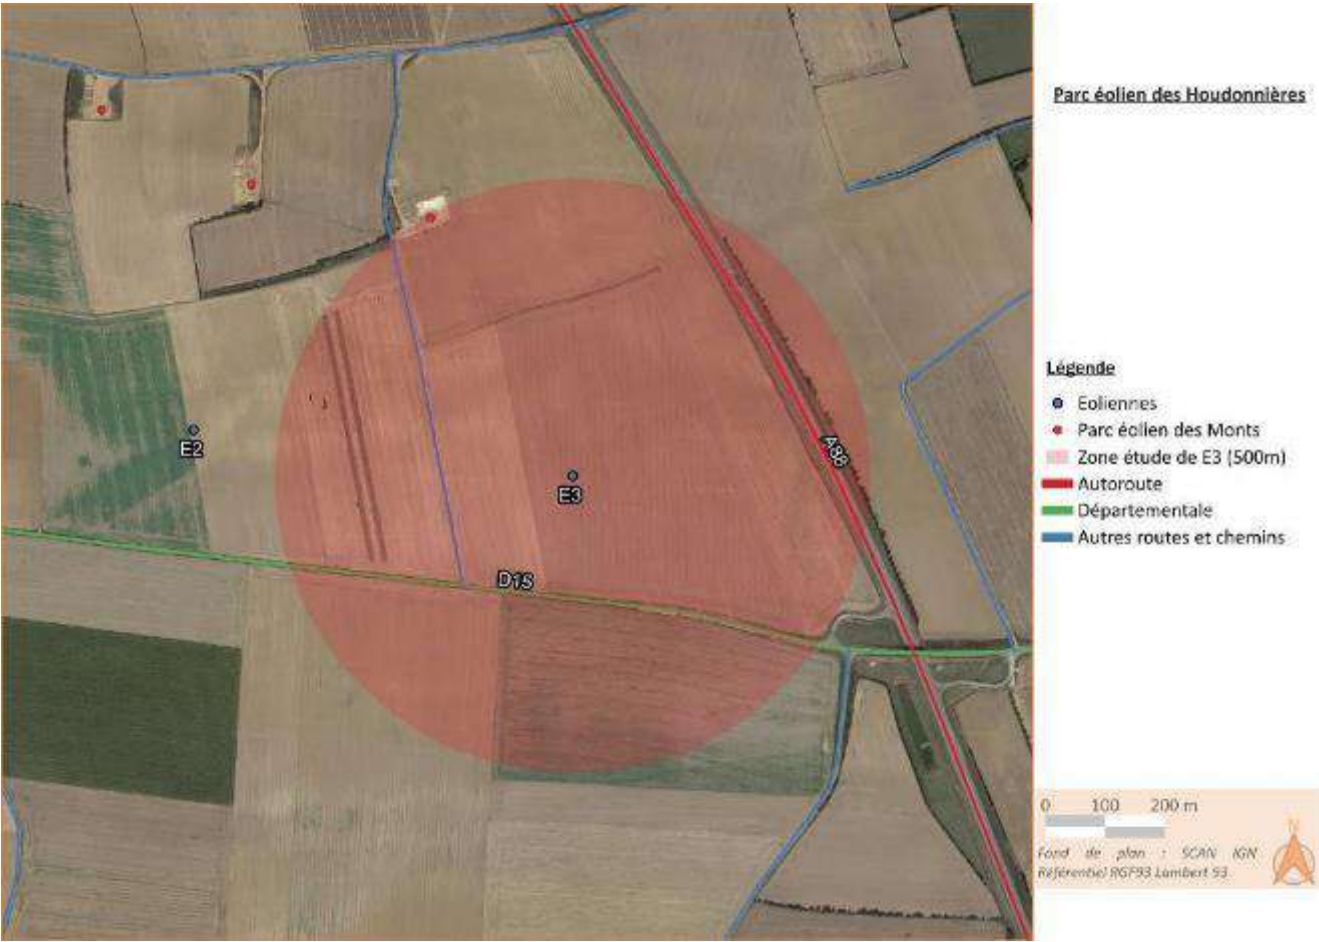 Parc éolien des Houdonnières
A88
E2
E3
D15
Légende
Eoliennes
Parc éolien des Monts
Zone étude de E3 (500m)
Autoroute
Départementale
Autres routes et chemins
0 100 200 m
N
Fond de plan : SCAN IGN
Référentiel RGF93 Lambert 93